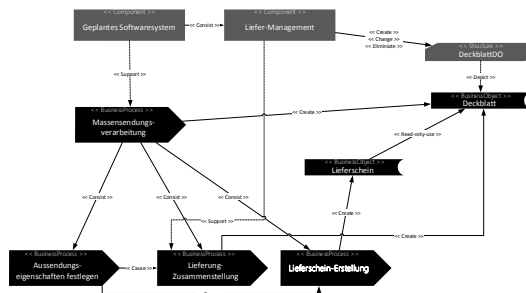 << Component >>
Geplantes Softwaresystem
<< Consist >>
<< Component >>
Liefer-Management
<< Create >>
<< Change >>
<< Eliminiate >>
<< Structure >>
DeckblattDO
<< Support >>
<< Depict >>
<< BusinessObject >>
Deckblatt
<< BusinessProcess >>
Massensendungs-
verarbeitung
<< Create >>
<< Read-only-use >>
<< BusinessObject >>
Lieferschein
<< Consist >>
<< Consist >>
<< Consist >>
<< Support >>
<< Create >>
<< Create >>
<< BusinessProcess >>
Aussendungs-
eigenschaften festlegen
<< Cause >>
<< BusinessProcess >>
Lieferung-
Zusammenstellung
<< BusinessProcess >>
Lieferschein-Erstellung